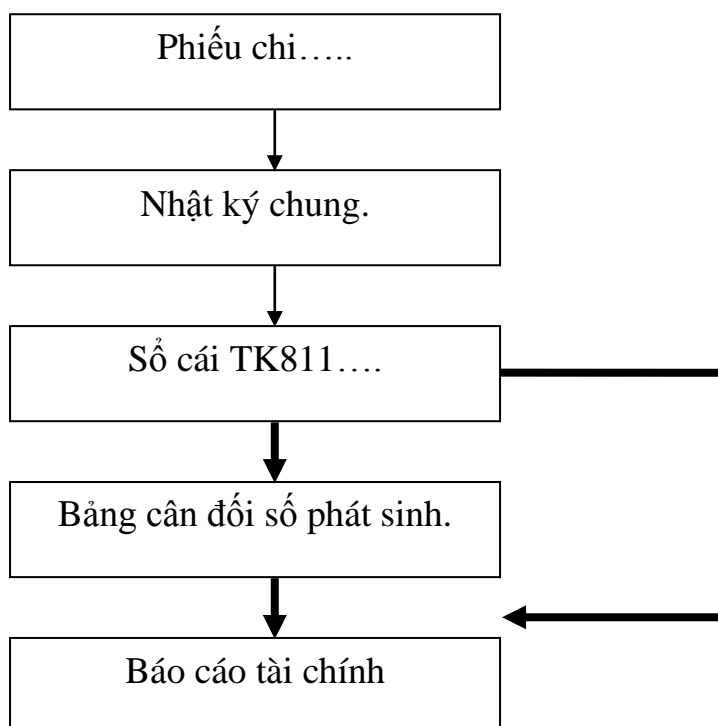 Phiếu chi…..
Nhật ký chung.
Sổ cái TK811….
Bảng cân đối số phát sinh.
Báo cáo tài chính